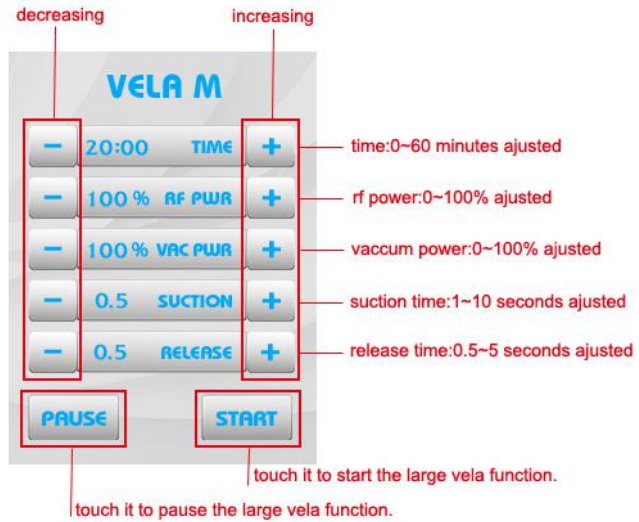 decreasing
increasing
VELA M
− 20:00 TIME +
time:0~60 minutes ajusted
− 100% RF PWR +
rf power:0~100% ajusted
− 100% VAC PWR +
vaccum power:0~100% ajusted
− 0.5 SUCTION +
suction time:1~10 seconds ajusted
− 0.5 RELEASE +
release time:0.5~5 seconds ajusted
PAUSE
START
touch it to start the large vela function.
touch it to pause the large vela function.